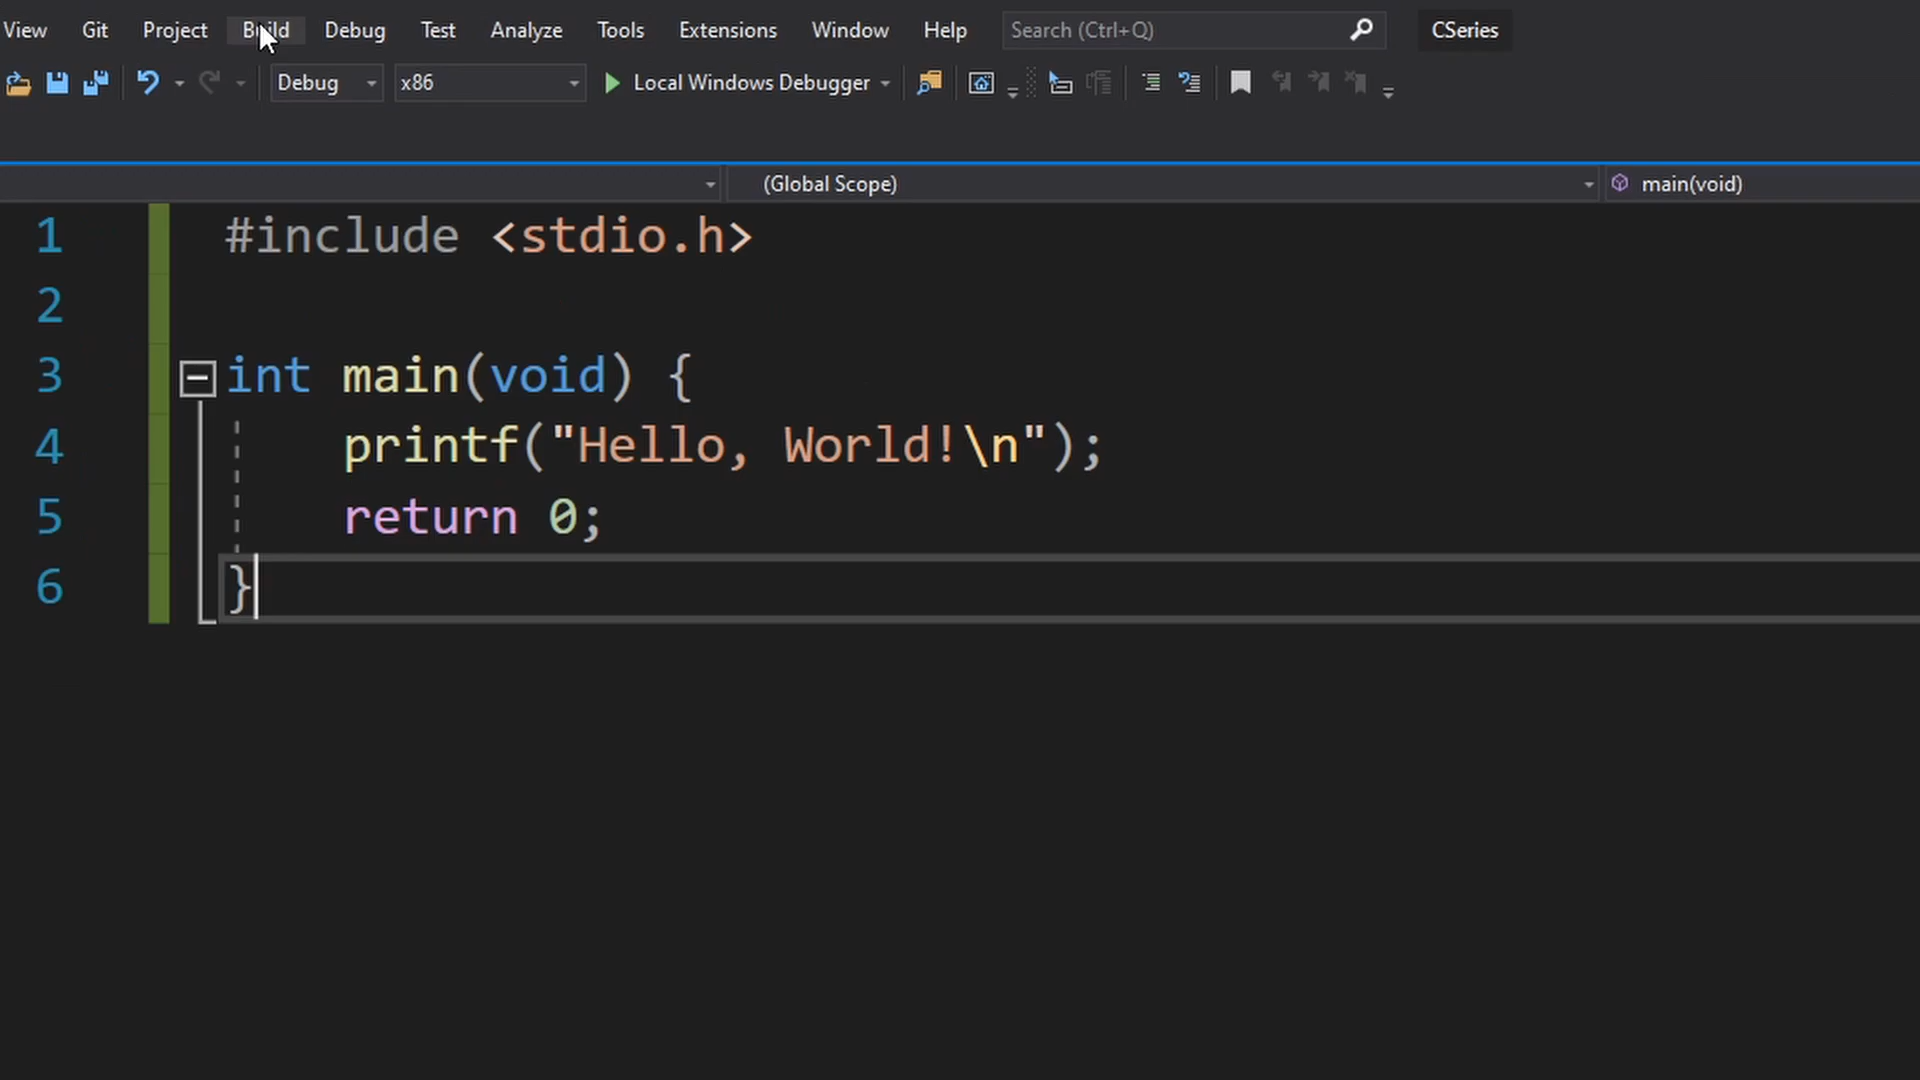 View Git Project Build Debug Test Analyze Tools Extensions Window Help Search (Ctrl+Q) CSeries
Debug x86 Local Windows Debugger
(Global Scope) main(void)
1 #include <stdio.h>
2
3 int main(void) {
4 printf("Hello, World!\n");
5 return 0;
6 }